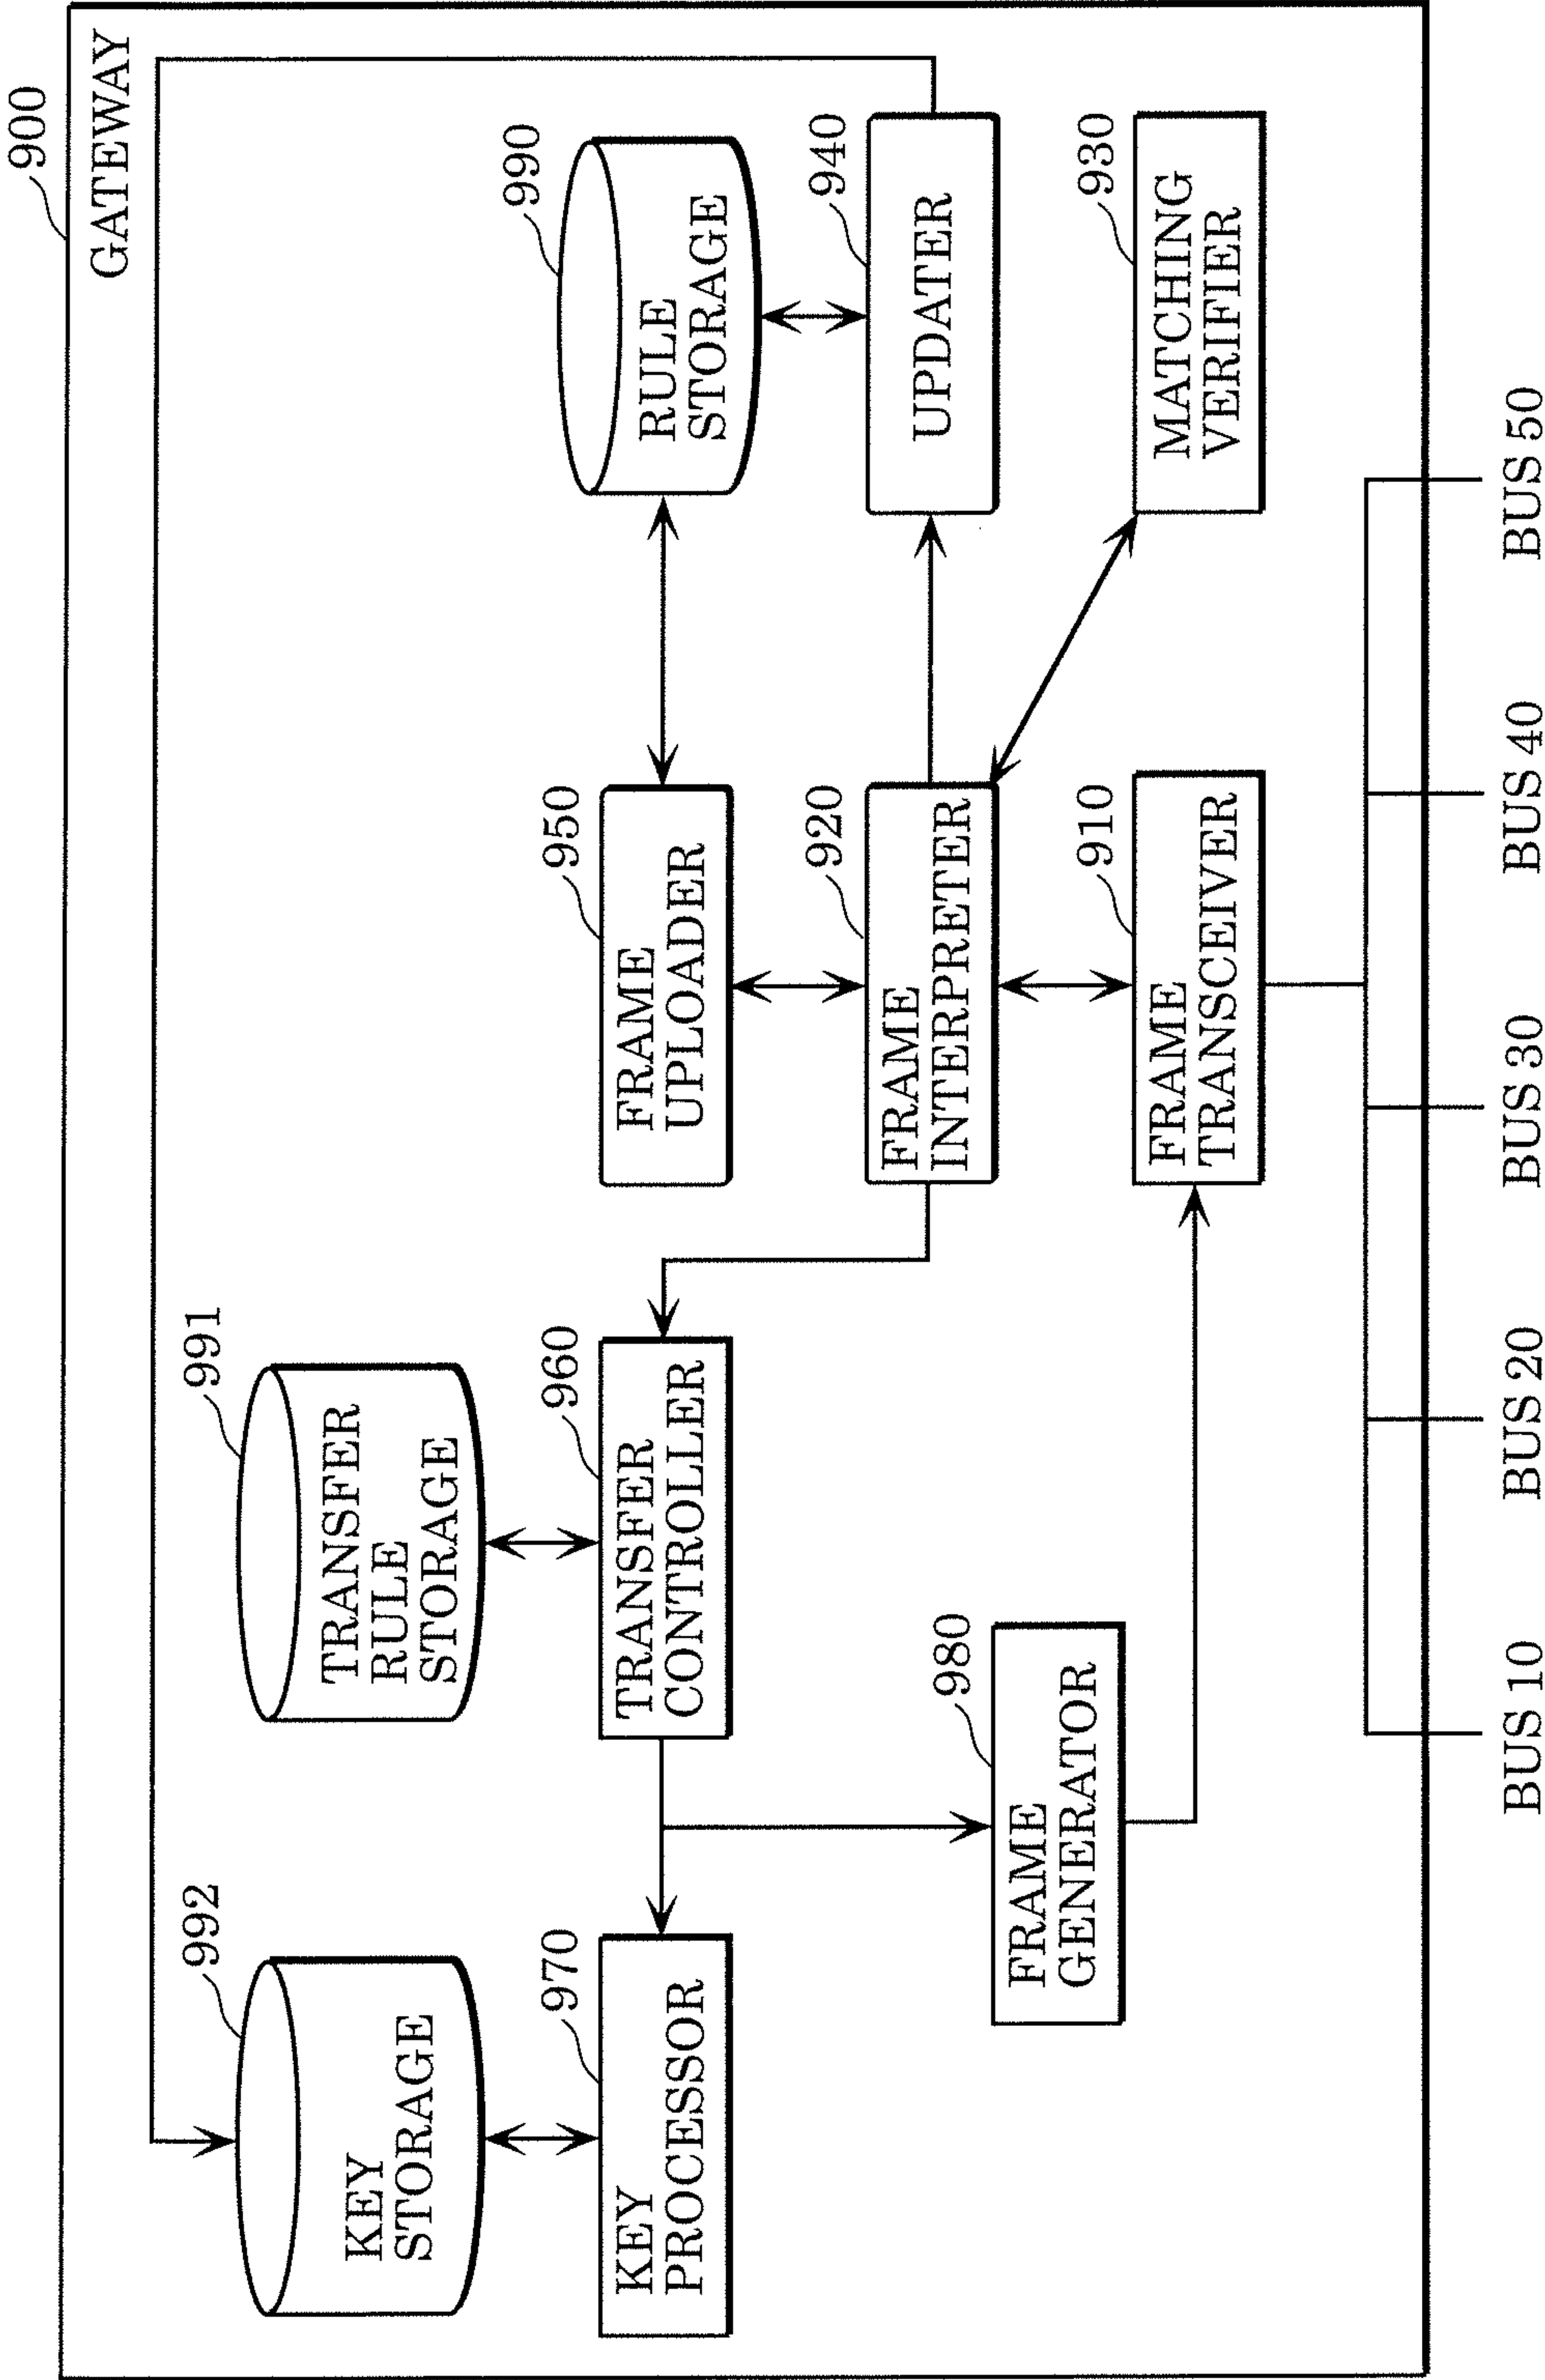 900
GATEWAY
992
KEY
STORAGE
991
TRANSFER
RULE
STORAGE
990
RULE
STORAGE
970
KEY
PROCESSOR
960
TRANSFER
CONTROLLER
950
FRAME
UPLOADER
920
FRAME
INTERPRETER
940
UPDATER
980
FRAME
GENERATOR
910
FRAME
TRANSCEIVER
930
MATCHING
VERIFIER
BUS 10
BUS 20
BUS 30
BUS 40
BUS 50